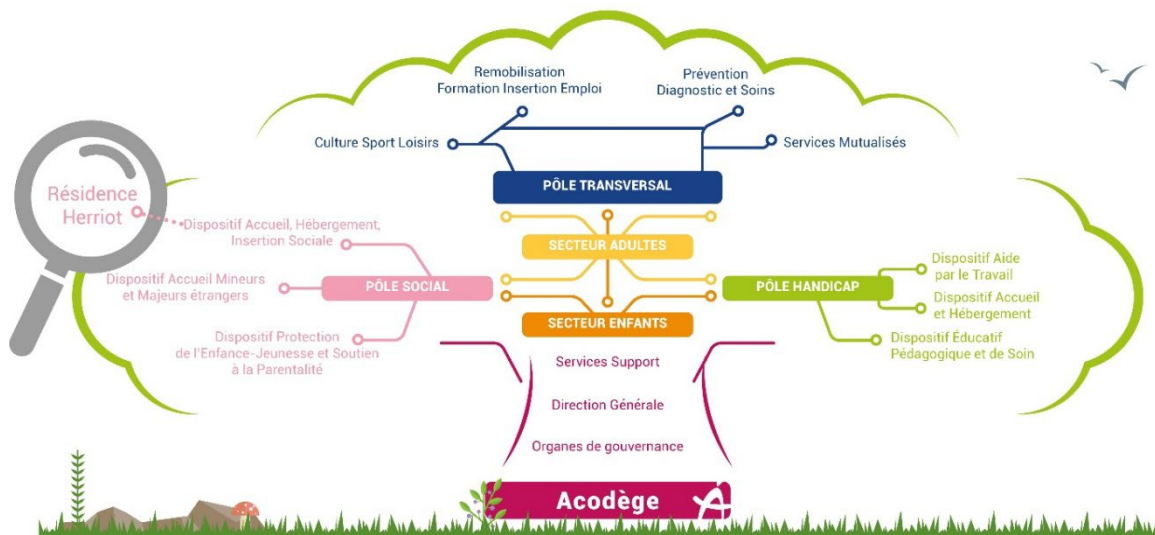 Remobilisation
Formation Insertion Emploi
Prévention
Diagnostic et Soins
Culture Sport Loisirs
Services Mutualisés
PÔLE TRANSVERSAL
Résidence
Herriot
Dispositif Accueil, Hébergement,
Insertion Sociale
SECTEUR ADULTES
Dispositif Aide
par le Travail
Dispositif Accueil Mineurs
et Majeurs étrangers
PÔLE SOCIAL
PÔLE HANDICAP
Dispositif Accueil
et Hébergement
SECTEUR ENFANTS
Dispositif Protection
de l'Enfance-Jeunesse et Soutien
à la Parentalité
Dispositif Éducatif
Pédagogique et de Soin
Services Support
Direction Générale
Organes de gouvernance
Acodège